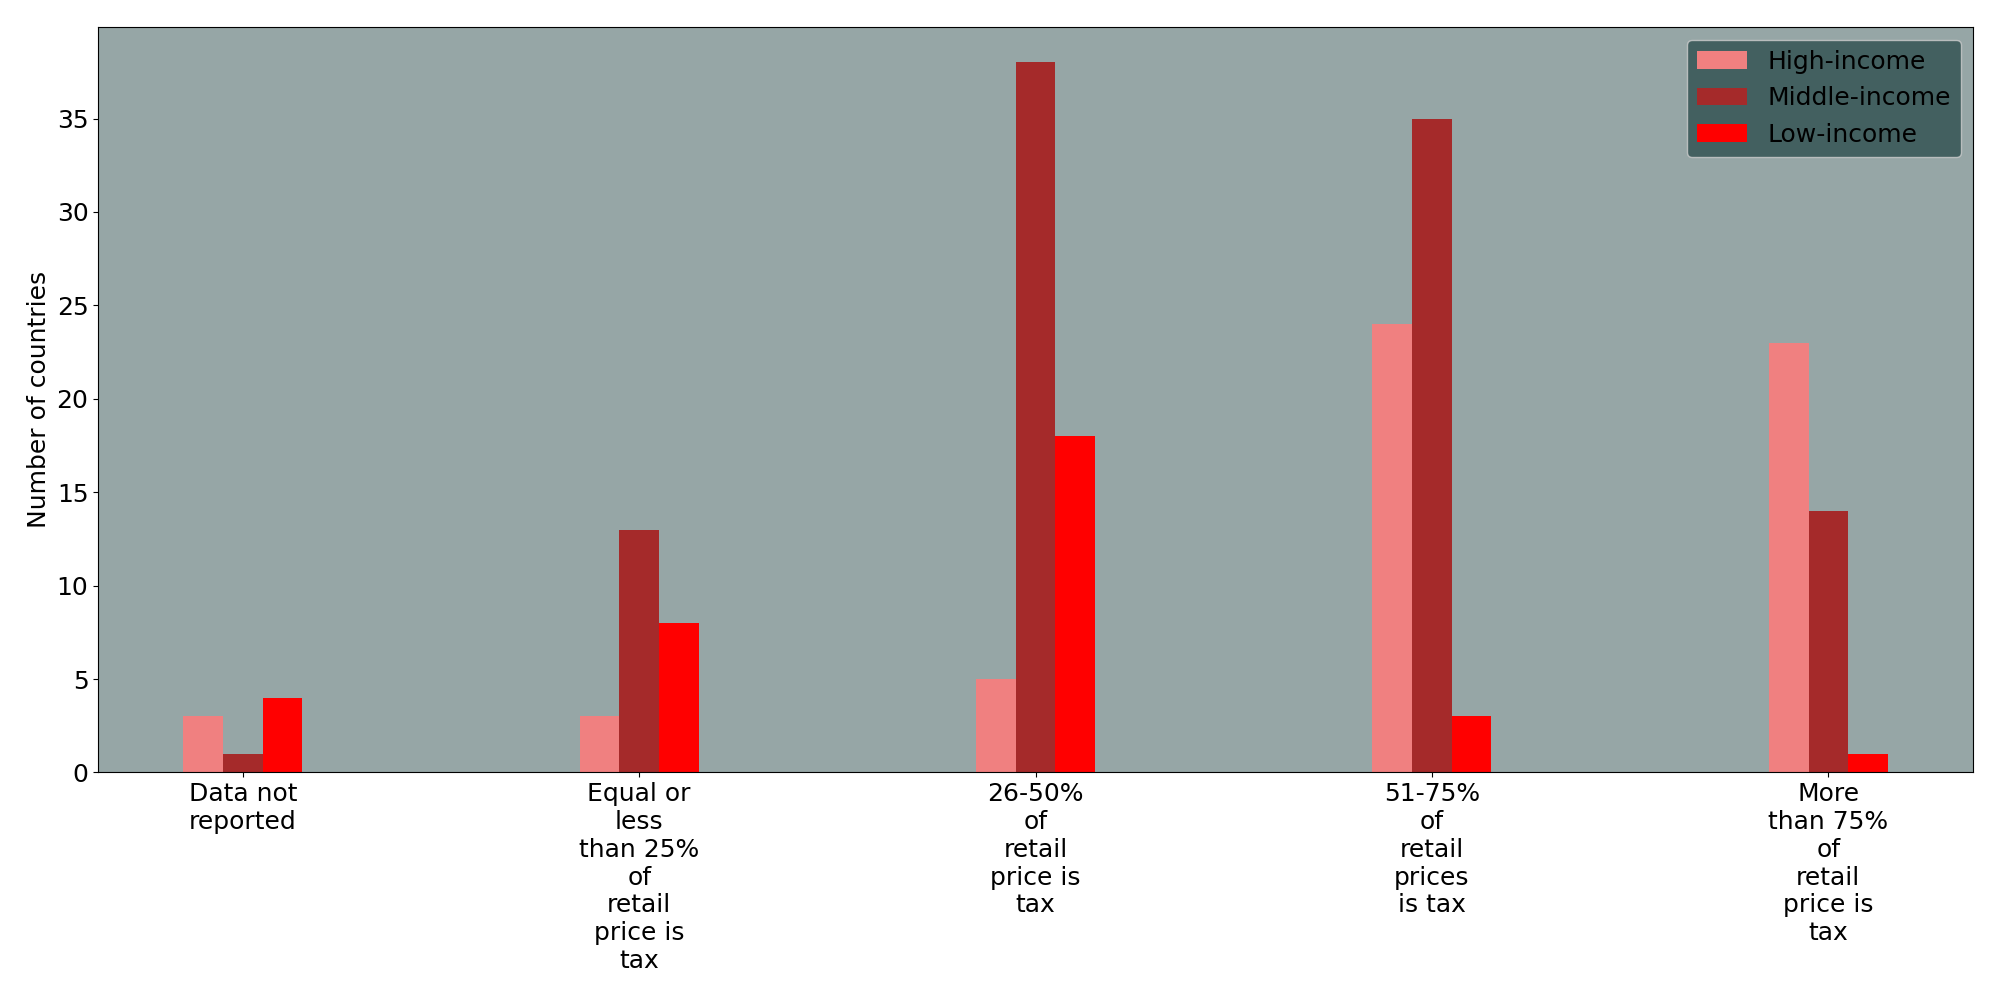 High-income
Middle-income
Low-income
Number of countries
35
30
25
20
15
10
5
0
Data not
reported
Equal or
less
than 25%
of
retail
price is
tax
26-50%
of
retail
price is
tax
51-75%
of
retail
prices
is tax
More
than 75%
of
retail
price is
tax